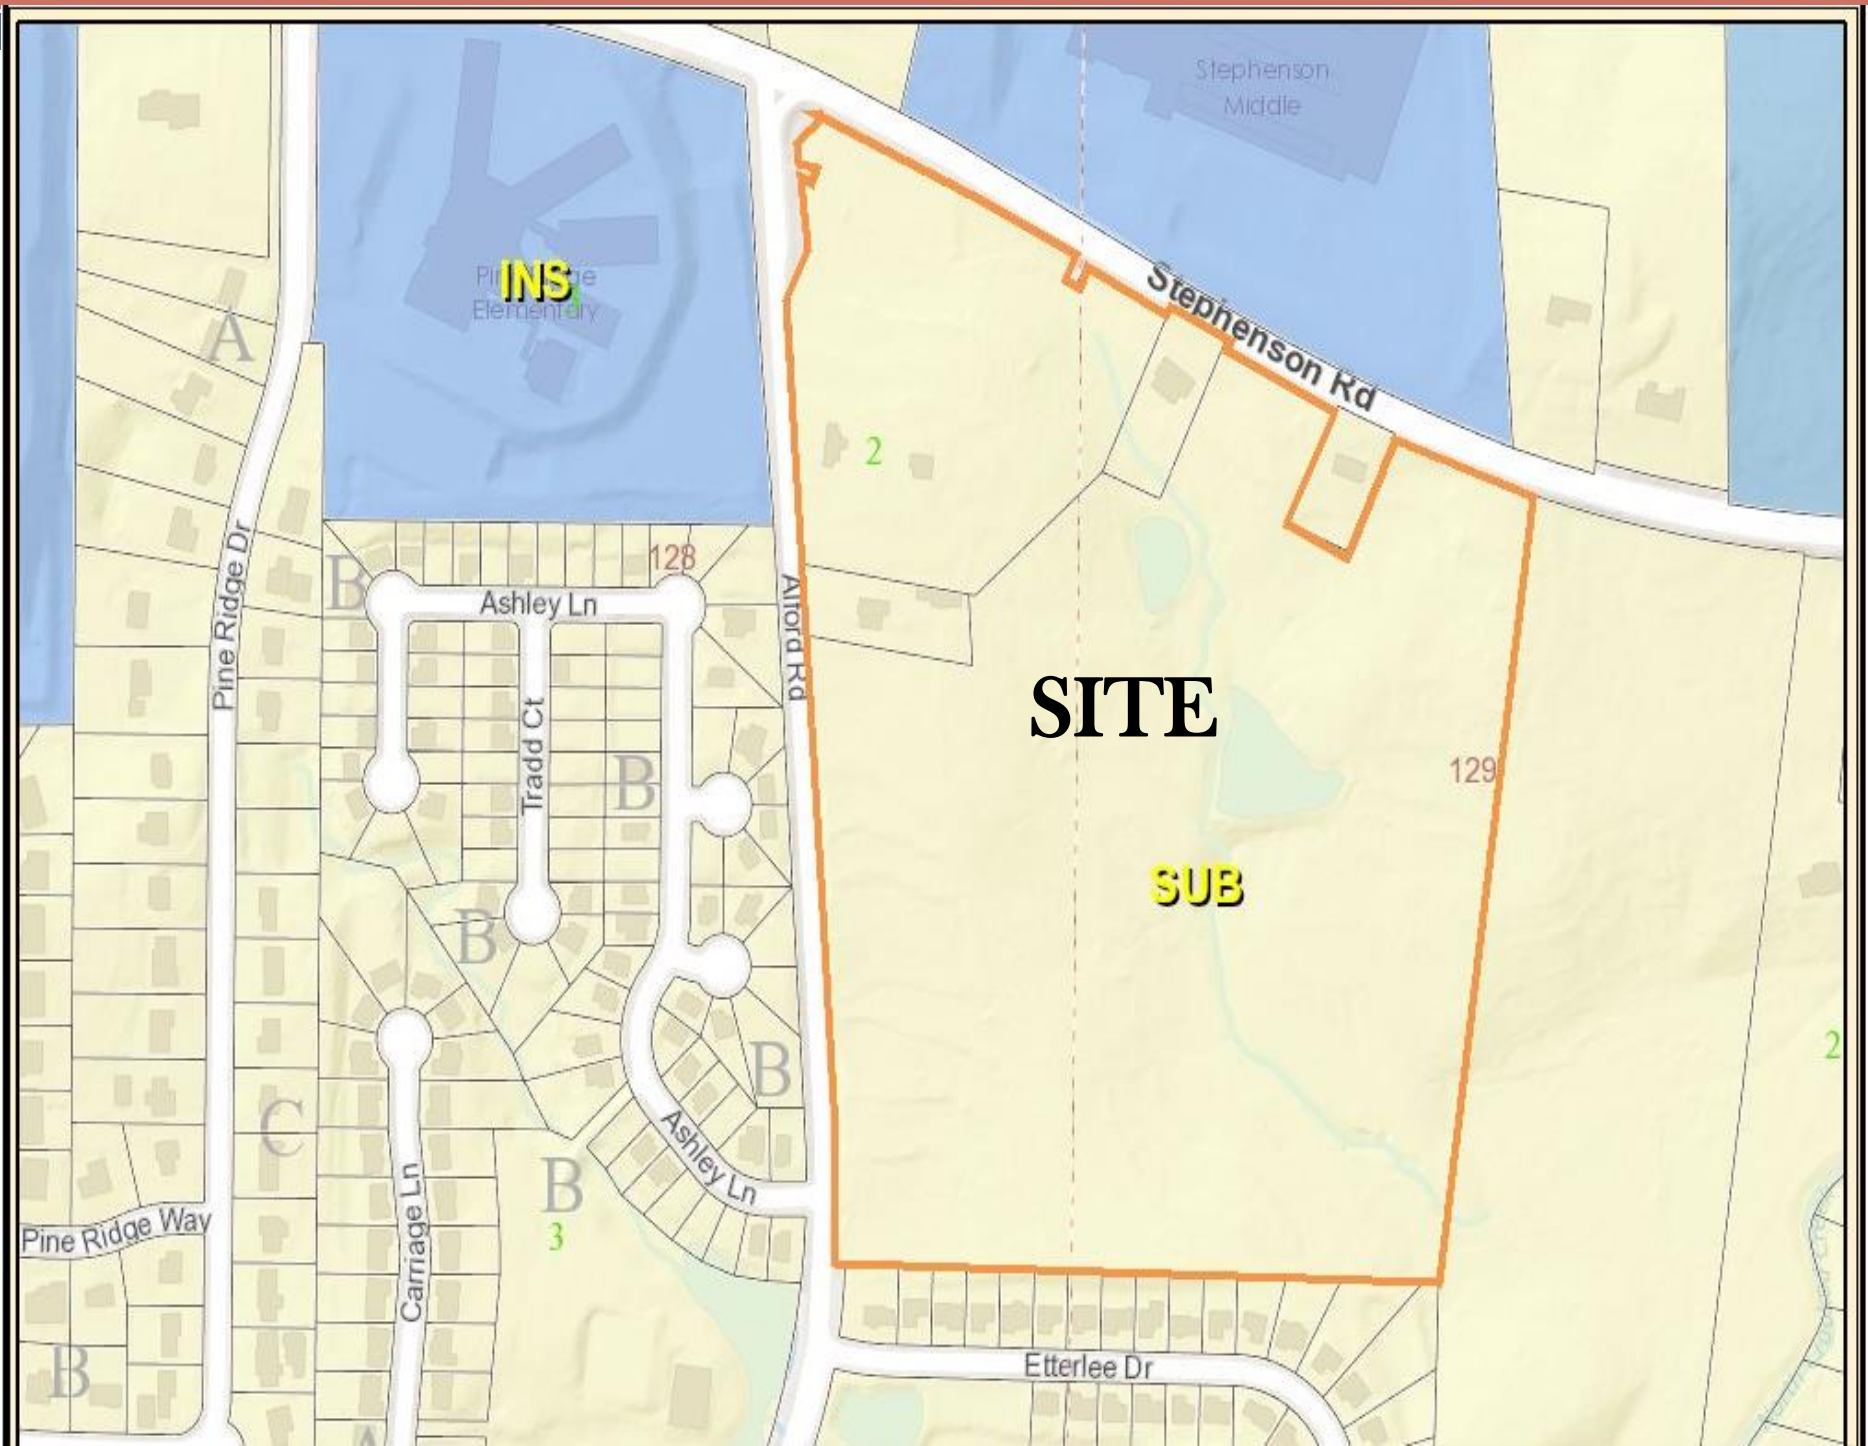 Stephenson
Middle
INS
Elementary
A
Stephenson Rd
2
128
B
Ashley Ln
Pine Ridge Dr
Alford Rd
SITE
Tradd Ct
B
129
SUB
B
2
B
C
Ashley Ln
B
3
Pine Ridge Way
Carriage Ln
B
Etterlee Dr